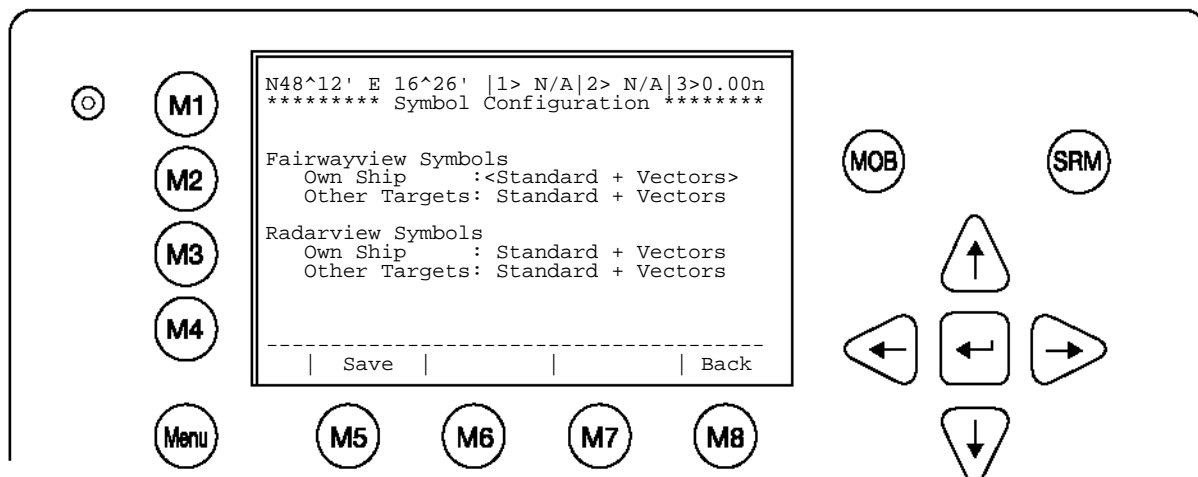 N48^12' E 16^26' |1> N/A|2> N/A|3>0.00n
********* Symbol Configuration ********
Fairwayview Symbols
Own Ship :<Standard + Vectors>
Other Targets: Standard + Vectors
Radarview Symbols
Own Ship : Standard + Vectors
Other Targets: Standard + Vectors
---------------------------------------
| Save | | | Back
M1
M2
M3
M4
Menu
M5
M6
M7
M8
MOB
SRM